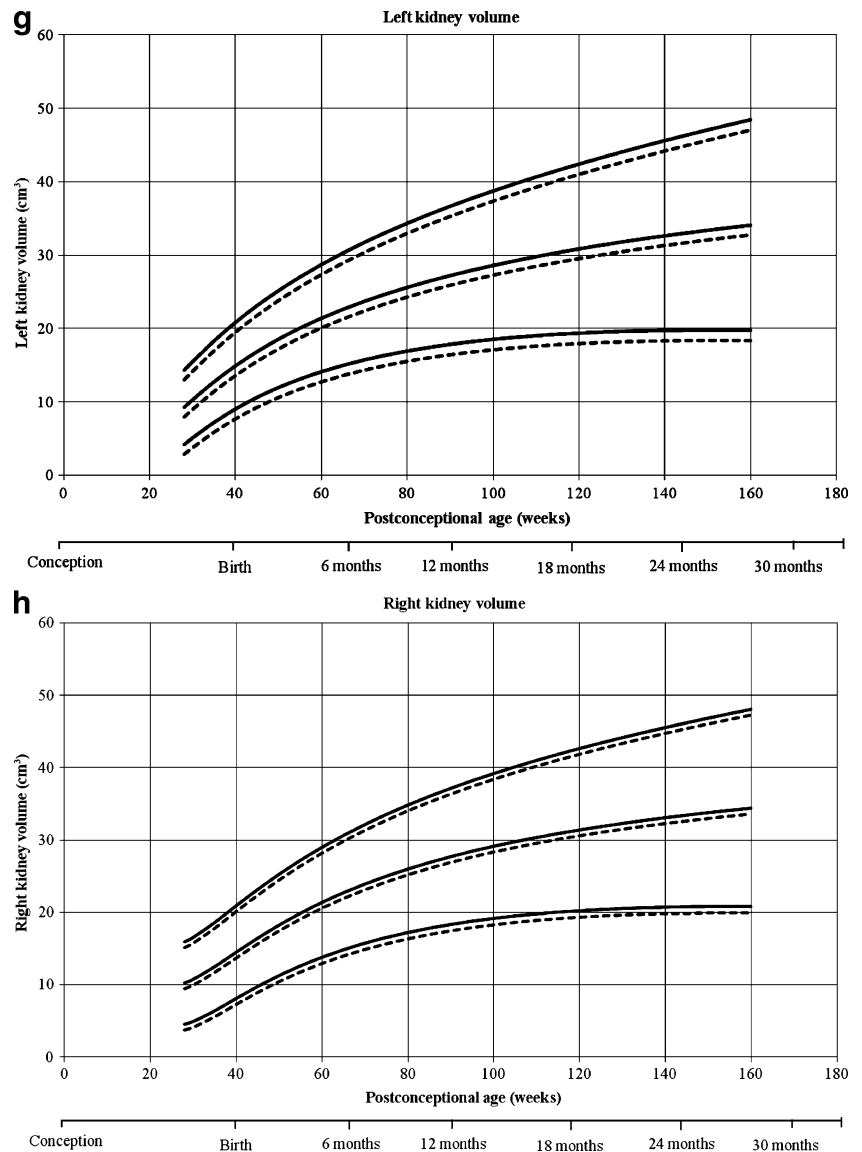 g
Left kidney volume
60
50
40
30
20
10
0
Left kidney volume (cm³)
0 20 40 60 80 100 120 140 160 180
Postconceptional age (weeks)
Conception Birth 6 months 12 months 18 months 24 months 30 months
h
Right kidney volume
60
50
40
30
20
10
0
Right kidney volume (cm³)
0 20 40 60 80 100 120 140 160 180
Postconceptional age (weeks)
Conception Birth 6 months 12 months 18 months 24 months 30 months